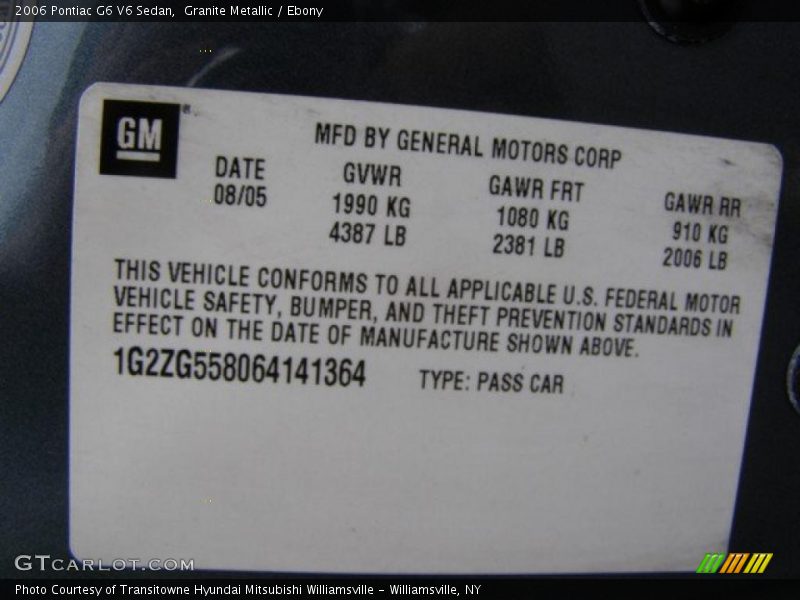 2006 Pontiac G6 V6 Sedan,  Granite Metallic / Ebony
GM
MFD BY GENERAL MOTORS CORP
DATE GVWR GAWR FRT GAWR RR
08/05 1990 KG 1080 KG 910 KG
4387 LB 2381 LB 2006 LB
THIS VEHICLE CONFORMS TO ALL APPLICABLE U.S. FEDERAL MOTOR
VEHICLE SAFETY, BUMPER, AND THEFT PREVENTION STANDARDS IN
EFFECT ON THE DATE OF MANUFACTURE SHOWN ABOVE.
1G2ZG558064141364 TYPE: PASS CAR
GTCARLOT.COM
Photo Courtesy of Transitowne Hyundai Mitsubishi Williamsville - Williamsville, NY